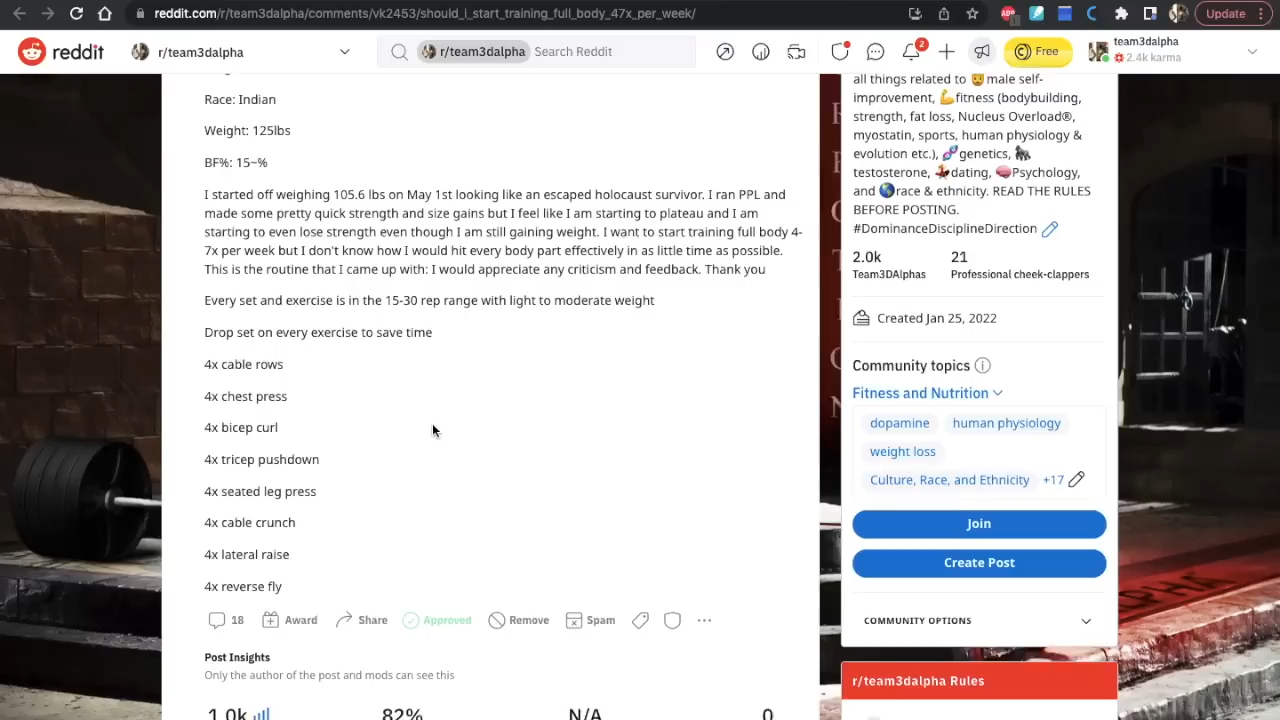 reddit.com/r/team3dalpha/comments/vk2453/should_i_start_training_full_body_47x_per_week/
ABP
Update
reddit
r/team3dalpha
r/team3dalpha
Search Reddit
2
Free
team3dalpha
2.4k karma
Race: Indian
Weight: 125lbs
BF%: 15~%
I started off weighing 105.6 lbs on May 1st looking like an escaped holocaust survivor. I ran PPL and
made some pretty quick strength and size gains but I feel like I am starting to plateau and I am
starting to even lose strength even though I am still gaining weight. I want to start training full body 4-
7x per week but I don't know how I would hit every body part effectively in as little time as possible.
This is the routine that I came up with: I would appreciate any criticism and feedback. Thank you
Every set and exercise is in the 15-30 rep range with light to moderate weight
Drop set on every exercise to save time
4x cable rows
4x chest press
4x bicep curl
4x tricep pushdown
4x seated leg press
4x cable crunch
4x lateral raise
4x reverse fly
18
Award
Share
Approved
Remove
Spam
Post Insights
Only the author of the post and mods can see this
1.0k
82%
N/A
0
all things related to 🧔male self-
improvement, 💪fitness (bodybuilding,
strength, fat loss, Nucleus Overload®,
myostatin, sports, human physiology &
evolution etc.), 🧬genetics, 🦍
testosterone, 💃dating, 🧠Psychology,
and 🌎race & ethnicity. READ THE RULES
BEFORE POSTING.
#DominanceDisciplineDirection
2.0k
21
Team3DAlphas
Professional cheek-clappers
Created Jan 25, 2022
Community topics
Fitness and Nutrition
dopamine
human physiology
weight loss
Culture, Race, and Ethnicity
+17
Join
Create Post
COMMUNITY OPTIONS
r/team3dalpha Rules